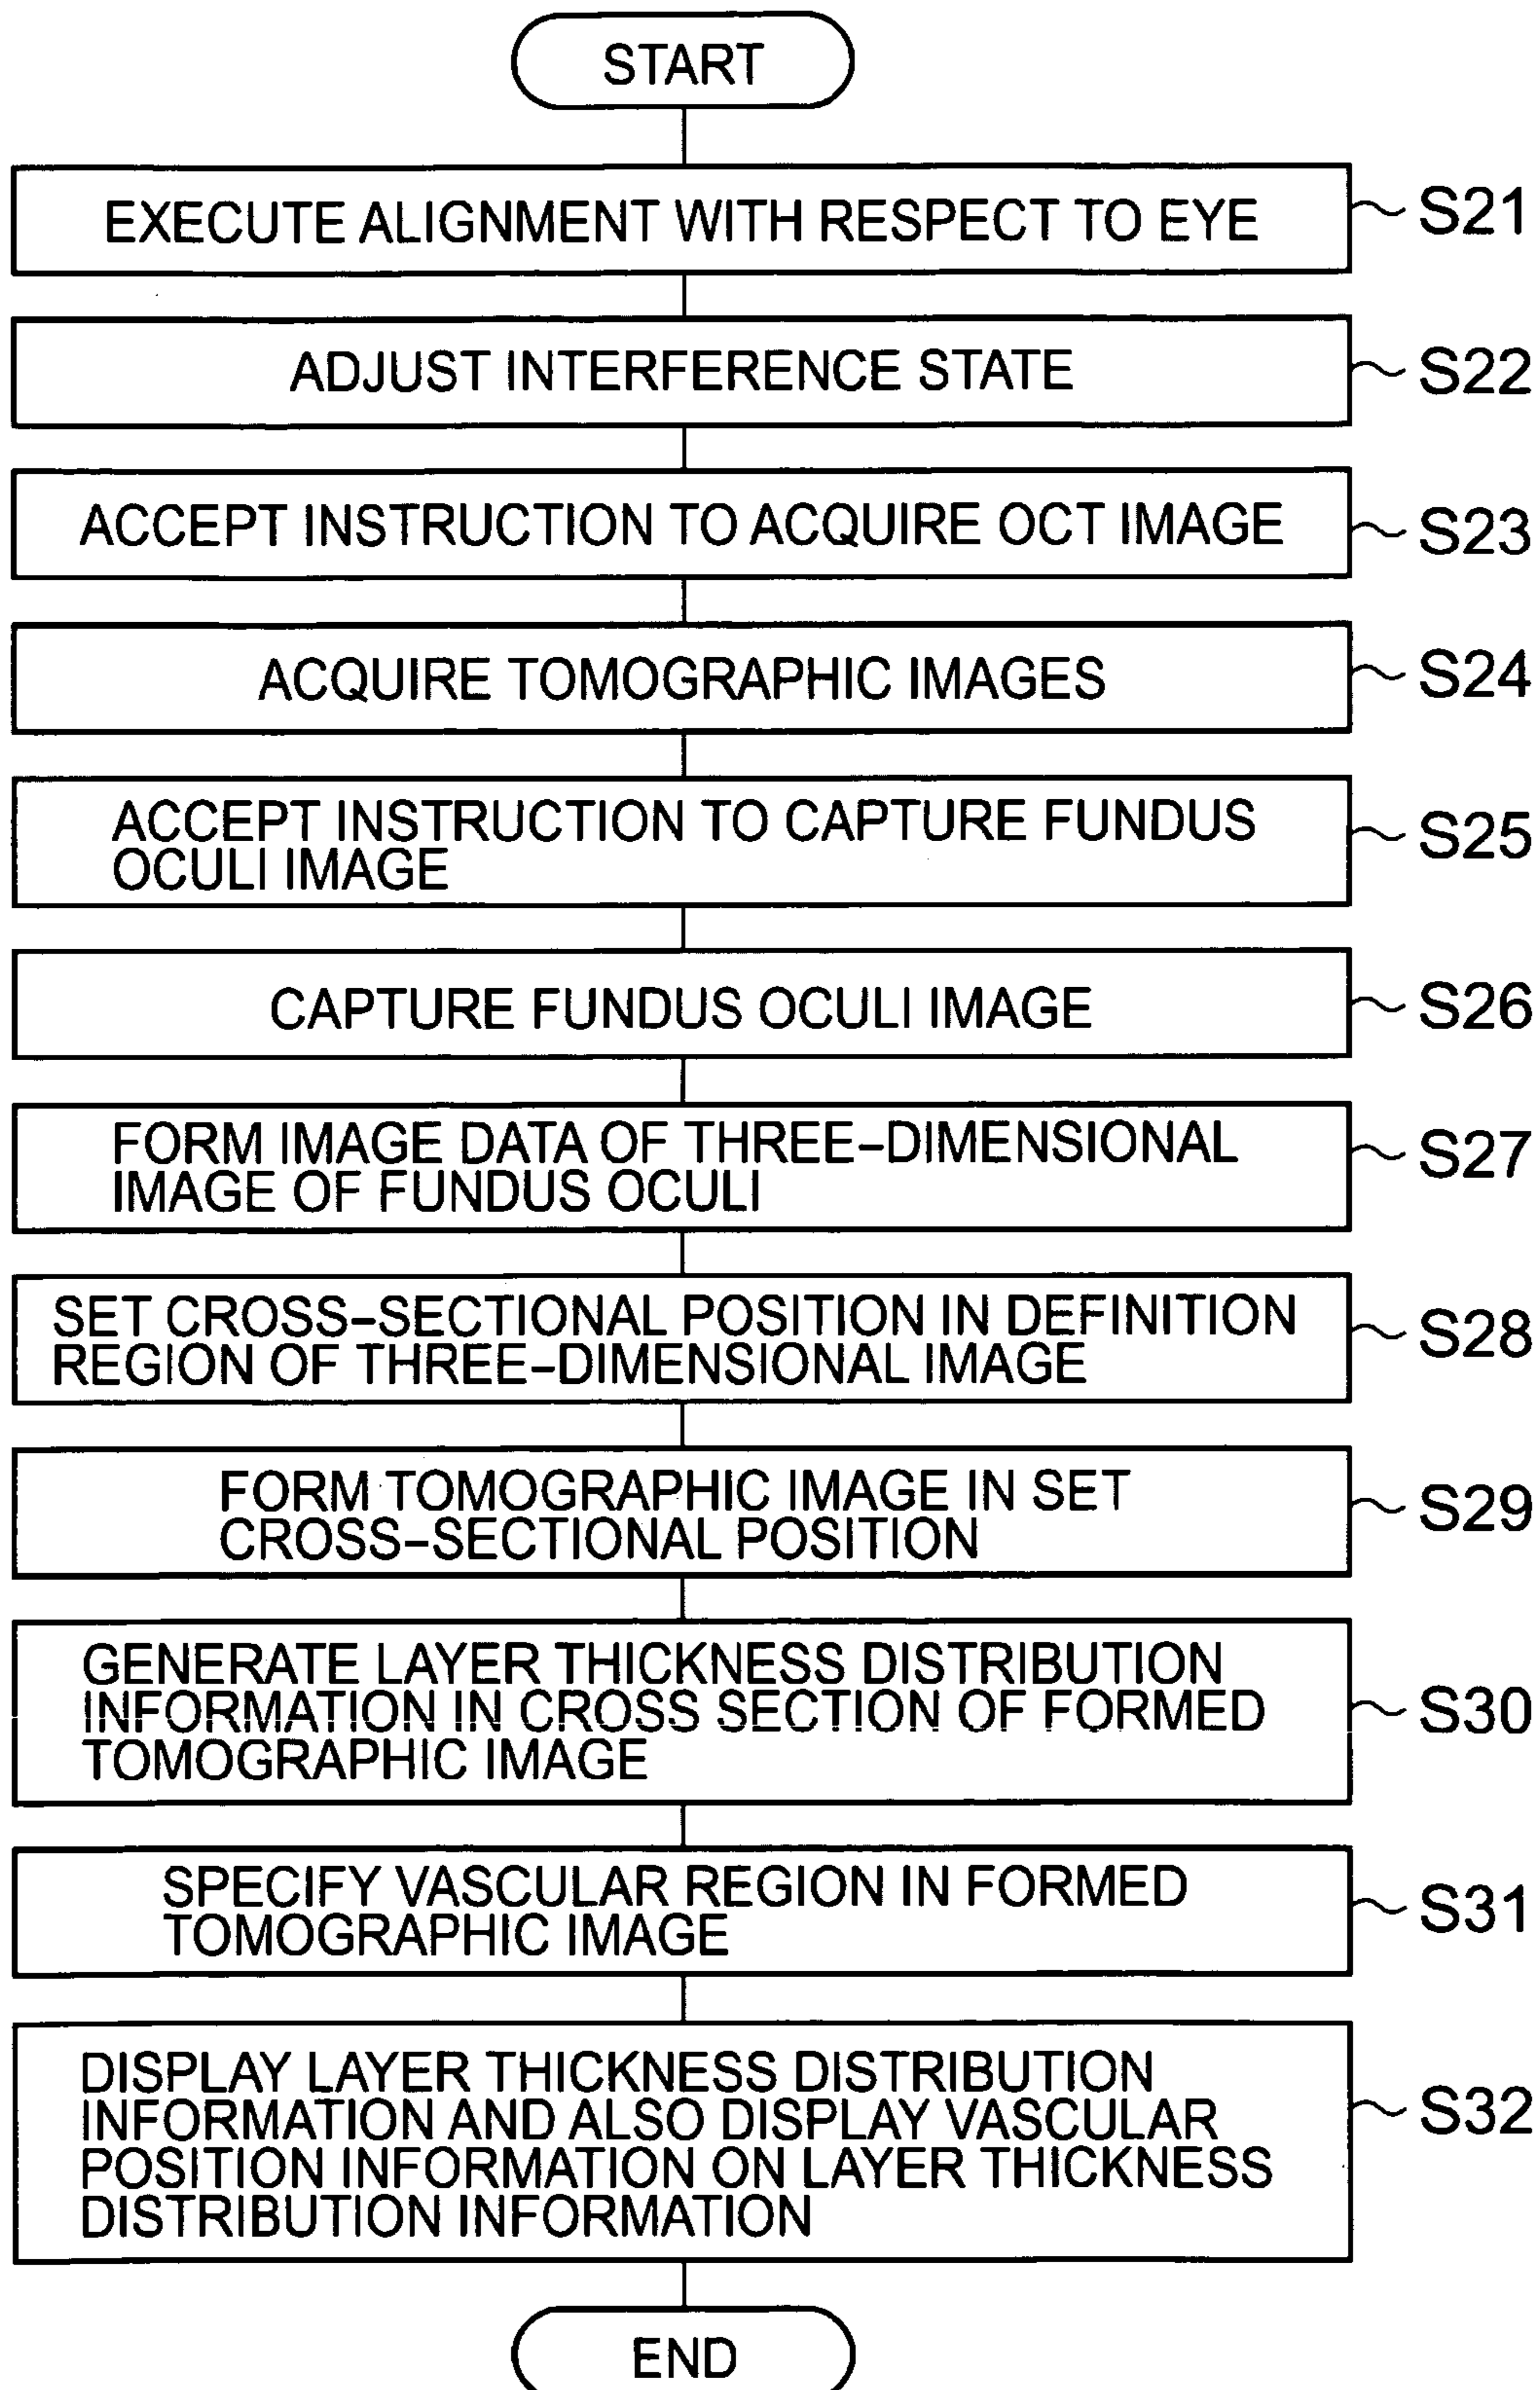 START
EXECUTE ALIGNMENT WITH RESPECT TO EYE
S21
ADJUST INTERFERENCE STATE
S22
ACCEPT INSTRUCTION TO ACQUIRE OCT IMAGE
S23
ACQUIRE TOMOGRAPHIC IMAGES
S24
ACCEPT INSTRUCTION TO CAPTURE FUNDUS
OCULI IMAGE
S25
CAPTURE FUNDUS OCULI IMAGE
S26
FORM IMAGE DATA OF THREE-DIMENSIONAL
IMAGE OF FUNDUS OCULI
S27
SET CROSS-SECTIONAL POSITION IN DEFINITION
REGION OF THREE-DIMENSIONAL IMAGE
S28
FORM TOMOGRAPHIC IMAGE IN SET
CROSS-SECTIONAL POSITION
S29
GENERATE LAYER THICKNESS DISTRIBUTION
INFORMATION IN CROSS SECTION OF FORMED
TOMOGRAPHIC IMAGE
S30
SPECIFY VASCULAR REGION IN FORMED
TOMOGRAPHIC IMAGE
S31
DISPLAY LAYER THICKNESS DISTRIBUTION
INFORMATION AND ALSO DISPLAY VASCULAR
POSITION INFORMATION ON LAYER THICKNESS
DISTRIBUTION INFORMATION
S32
END